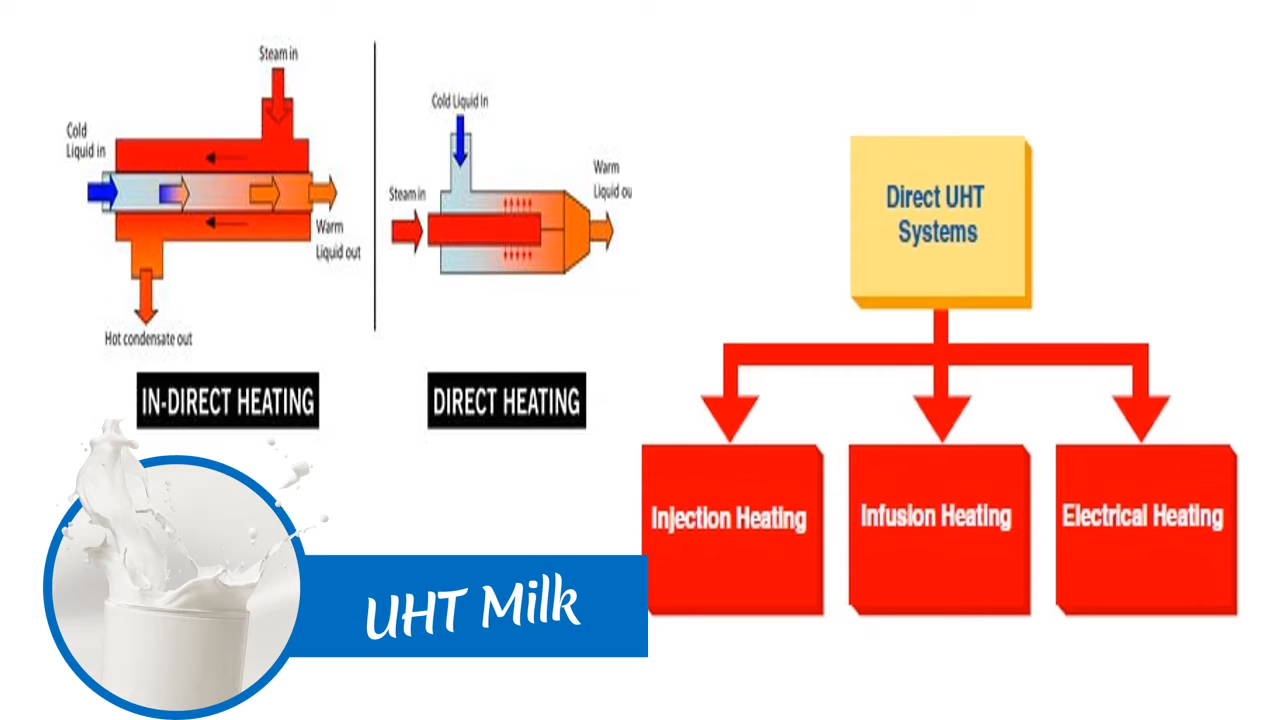 Steam in
Cold
Liquid in
Warm
Liquid out
Hot condensate out
IN-DIRECT HEATING
Cold Liquid In
Steam in
Warm
Liquid ou
DIRECT HEATING
UHT Milk
Direct UHT
Systems
Injection Heating
Infusion Heating
Electrical Heating